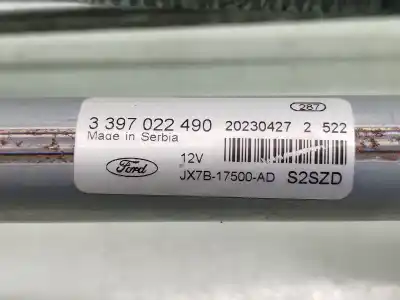 287
3 397 022 490 20230427 2 522
Made in Serbia
Ford 12V
JX7B-17500-AD S2SZD